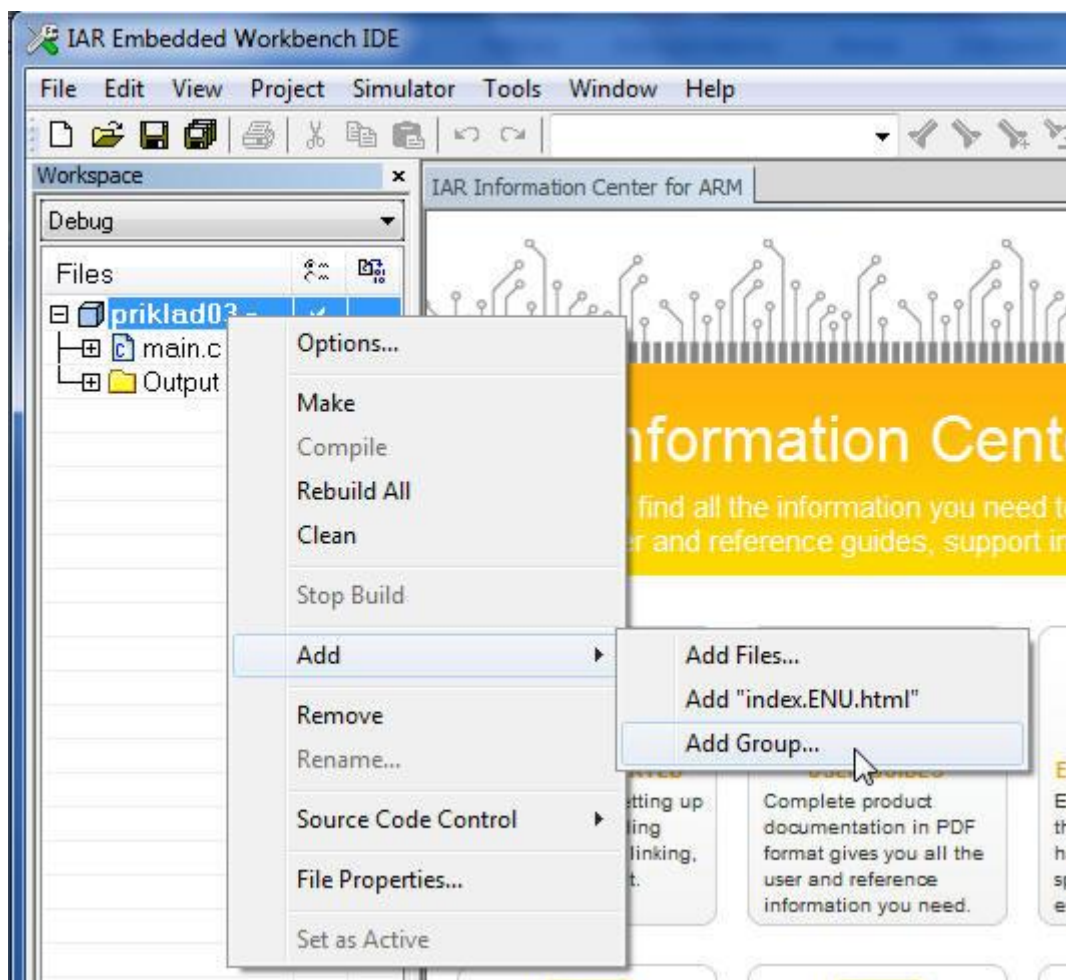 IAR Embedded Workbench IDE
File Edit View Project Simulator Tools Window Help
Workspace
IAR Information Center for ARM
Debug
Files
priklad03 -
main.c
Output
Options...
Make
Compile
Rebuild All
Clean
Stop Build
Add
Remove
Rename...
Source Code Control
File Properties...
Set as Active
Add Files...
Add "index.ENU.html"
Add Group...
find all the information you need
and reference guides, support
USER GUIDES
Complete product
documentation in PDF
format gives you all the
user and reference
information you need.
up
linking,